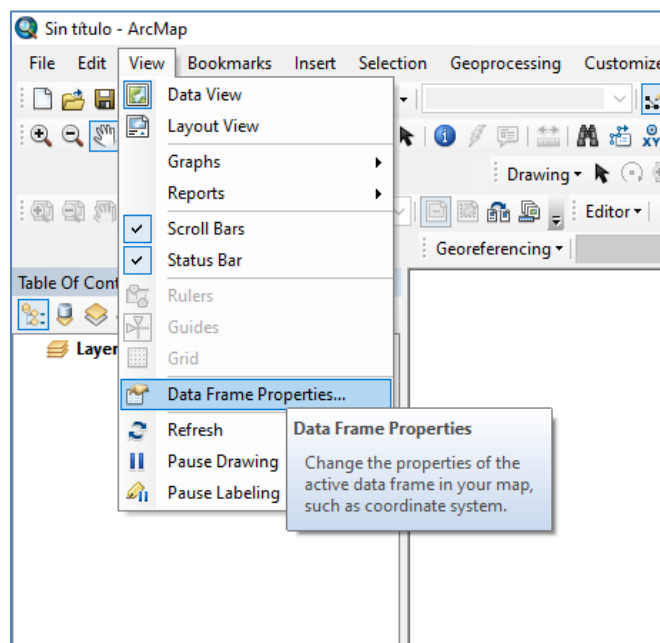 Sin título - ArcMap
File Edit View Bookmarks Insert Selection Geoprocessing Customize
Data View
Layout View
Graphs
Reports
XY
Drawing
Scroll Bars
Editor
Status Bar
Georeferencing
Table Of Cont
Rulers
Guides
Layer
Grid
Data Frame Properties...
Refresh
Data Frame Properties
Pause Drawing
Change the properties of the
active data frame in your map,
such as coordinate system.
Pause Labeling